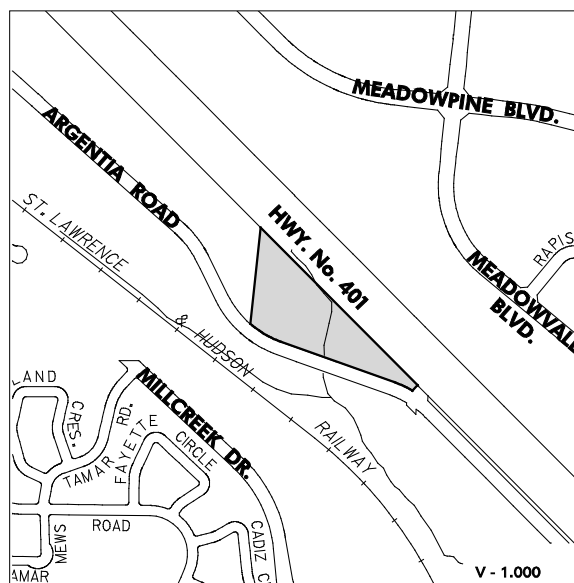 MEADOWPINE BLVD.
ARGENTIA ROAD
HWY. No. 401
ST. LAWRENCE & HUDSON RAILWAY
RAPIS
MEADOWVALE
BLVD.
LAND
CRES.
TAMAR RD.
MILLCREEK DR.
FAYETTE CIRCLE
ROAD
MEWS
CADIZ C
AMAR
V - 1.000